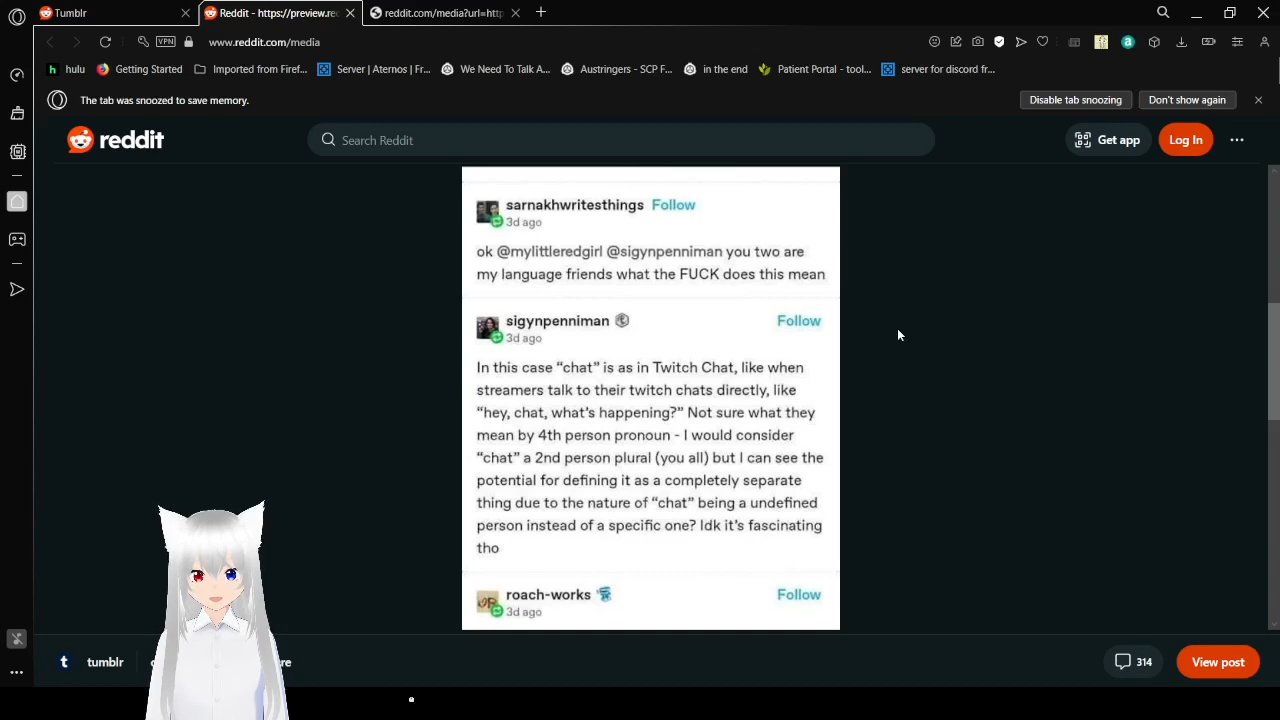 Tumblr
Reddit - https://preview.re
reddit.com/media?url=htt
VPN
www.reddit.com/media
hulu
Getting Started
Imported from Firef...
Server | Aternos | Fr...
We Need To Talk A...
Austringers - SCP F...
in the end
Patient Portal - tool...
server for discord fr...
The tab was snoozed to save memory.
Disable tab snoozing
Don't show again
reddit
Search Reddit
Get app
Log In
sarnakhwritesthings Follow
3d ago
ok @mylittleredgirl @sigynpenniman you two are
my language friends what the FUCK does this mean
sigynpenniman
Follow
3d ago
In this case “chat” is as in Twitch Chat, like when
streamers talk to their twitch chats directly, like
“hey, chat, what’s happening?” Not sure what they
mean by 4th person pronoun - I would consider
“chat” a 2nd person plural (you all) but I can see the
potential for defining it as a completely separate
thing due to the nature of “chat” being a undefined
person instead of a specific one? Idk it’s fascinating
tho
roach-works
Follow
3d ago
tumblr
re
314
View post